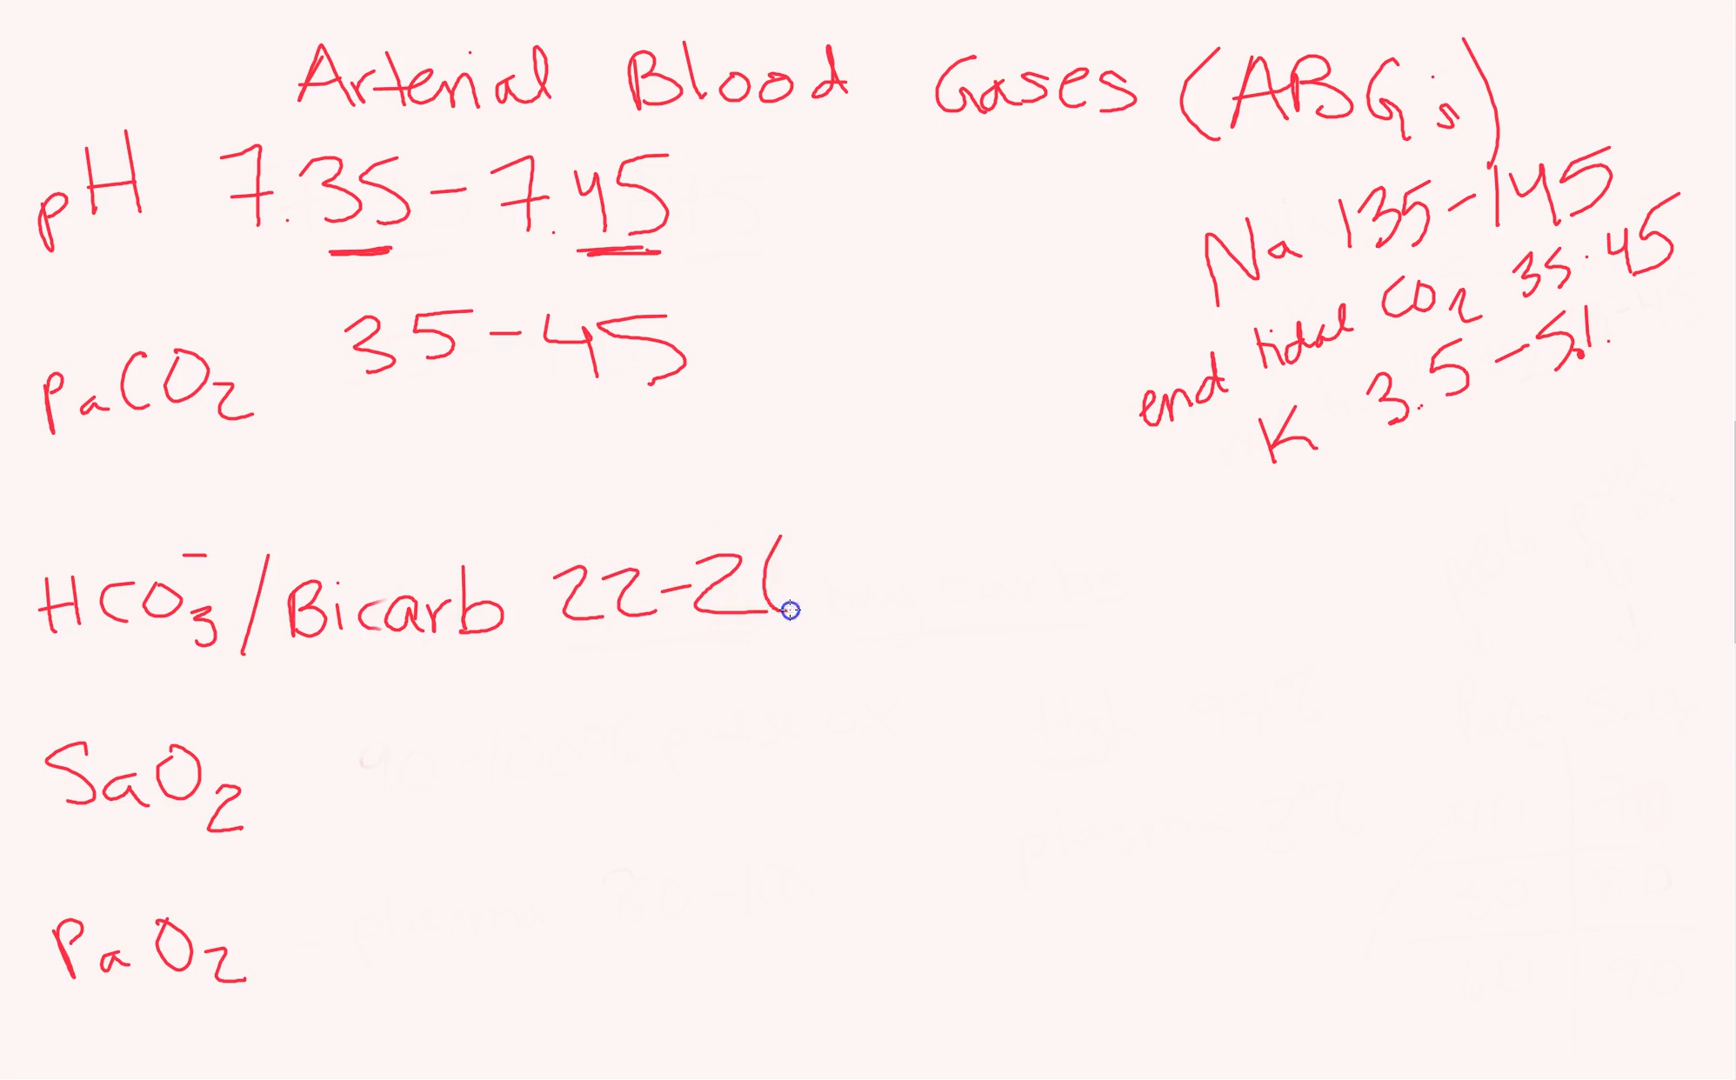 Arterial Blood Gases (ABG's)
pH 7.35-7.45
Na 135-145
end tidal CO2 35-45
PaCO2 35-45
K 3.5-5.
HCO3⁻/Bicarb 22-26
SaO2
PaO2